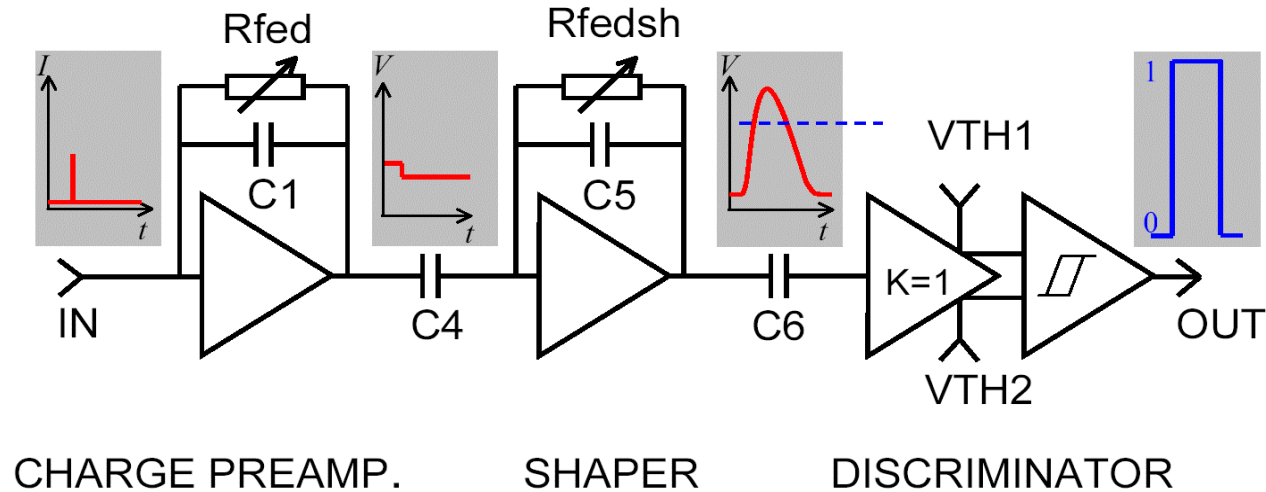 Rfed
Rfedsh
I
V
V
1
VTH1
C1
C5
0
t
t
t
K=1
IN
C4
C6
OUT
VTH2
CHARGE PREAMP.
SHAPER
DISCRIMINATOR